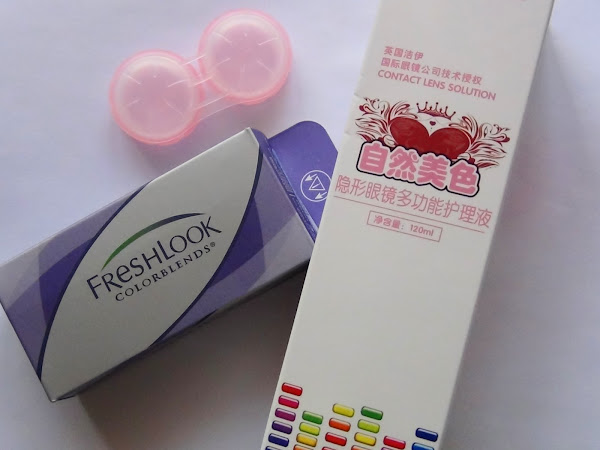 英国洁伊
国际眼镜公司技术授权
CONTACT LENS SOLUTION
自然美色
隐形眼镜多功能护理液
净含量：120ml
FRESHLOOK
COLORBLENDS®